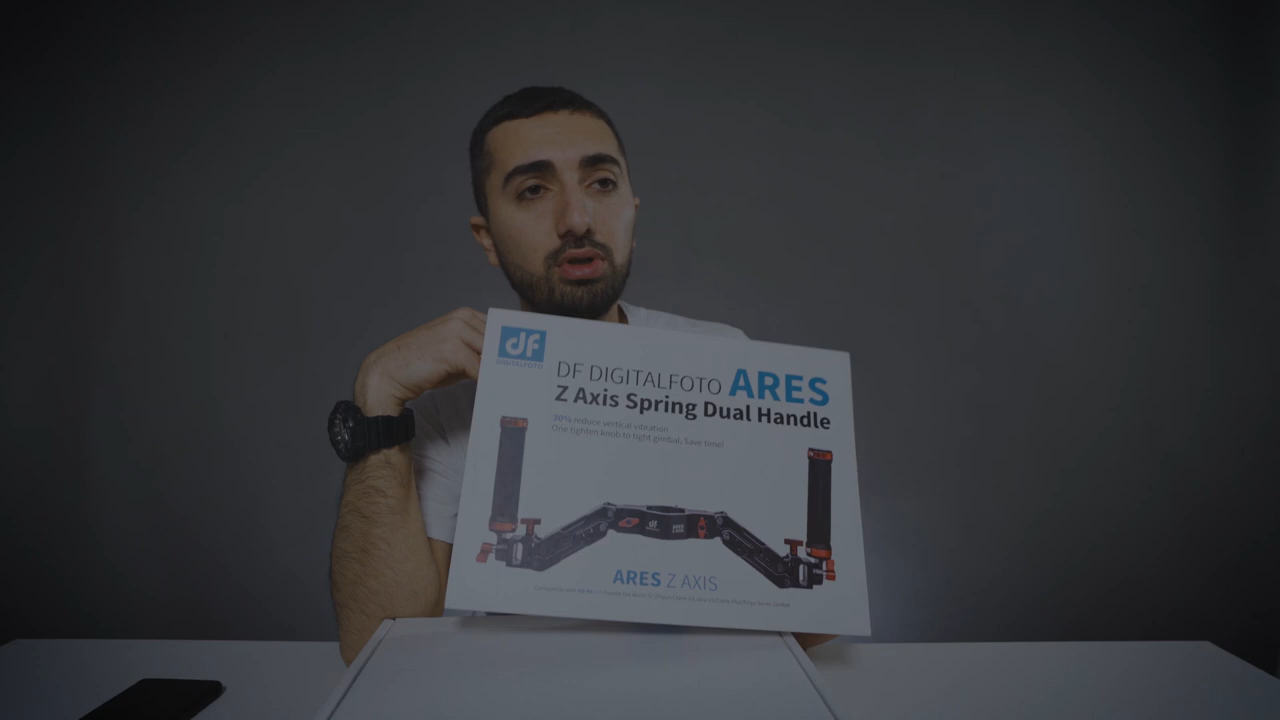 df
DIGITALFOTO
DF DIGITALFOTO ARES
Z Axis Spring Dual Handle
30% reduce vertical vibration
One tighten knob to tight gimbal, Save time!
df
ARES Z AXIS